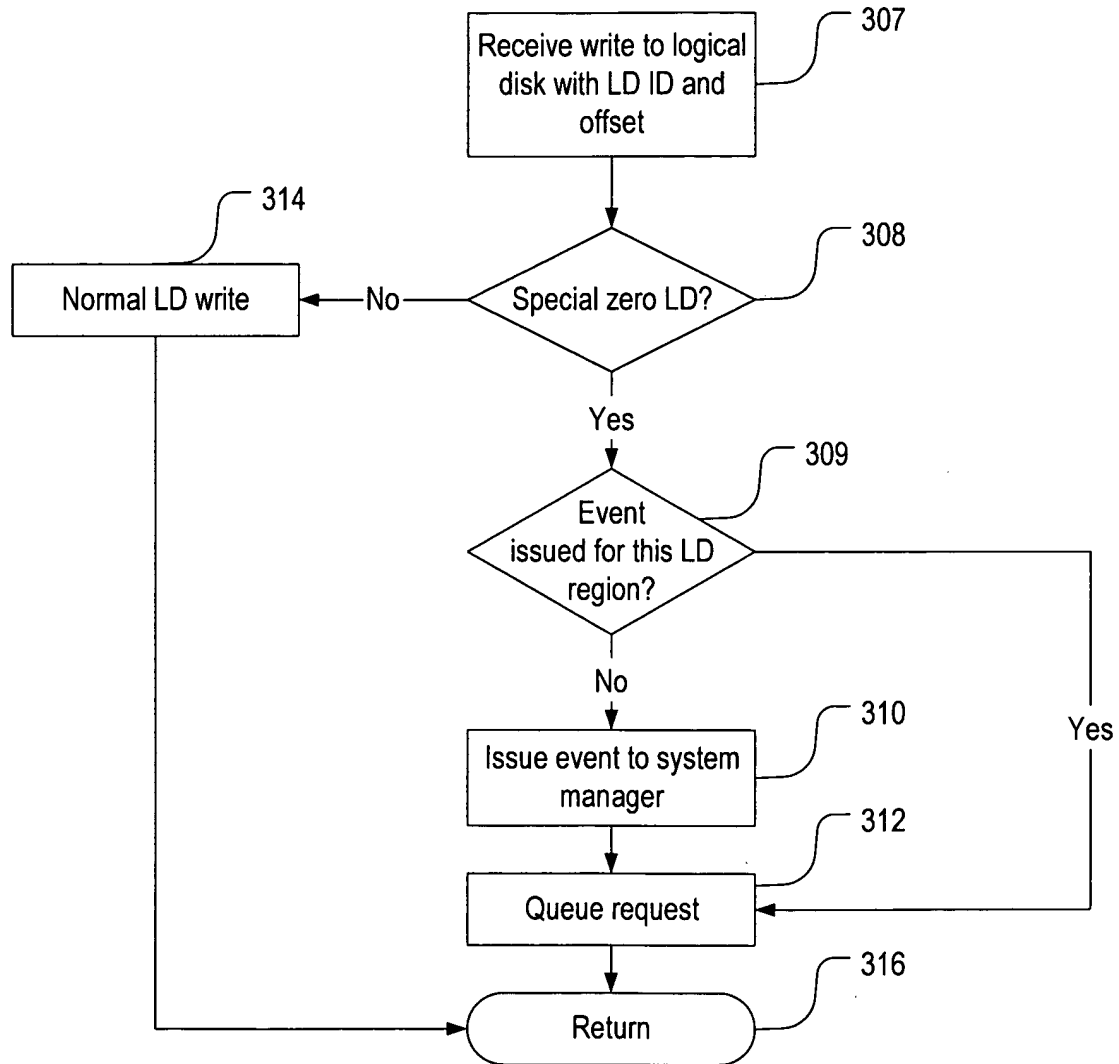 307
Receive write to logical
disk with LD ID and
offset
314
308
Normal LD write
No
Special zero LD?
Yes
309
Event
issued for this LD
region?
No
310
Yes
Issue event to system
manager
312
Queue request
316
Return